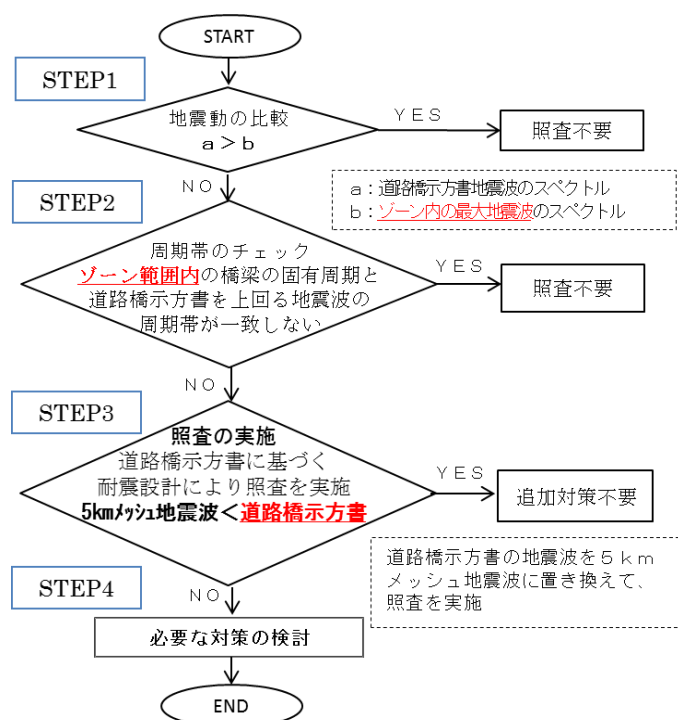 START
STEP1
地震動の比較
a＞b
YES
照査不要
NO
a：道路橋示方書地震波のスペクトル
b：ゾーン内の最大地震波のスペクトル
STEP2
周期帯のチェック
ゾーン範囲内の橋梁の固有周期と
道路橋示方書を上回る地震波の
周期帯が一致しない
YES
照査不要
NO
STEP3
照査の実施
道路橋示方書に基づく
耐震設計により照査を実施
5kmメッシュ地震波＜道路橋示方書
YES
追加対策不要
道路橋示方書の地震波を５ｋｍ
メッシュ地震波に置き換えて、
照査を実施
NO
STEP4
必要な対策の検討
END